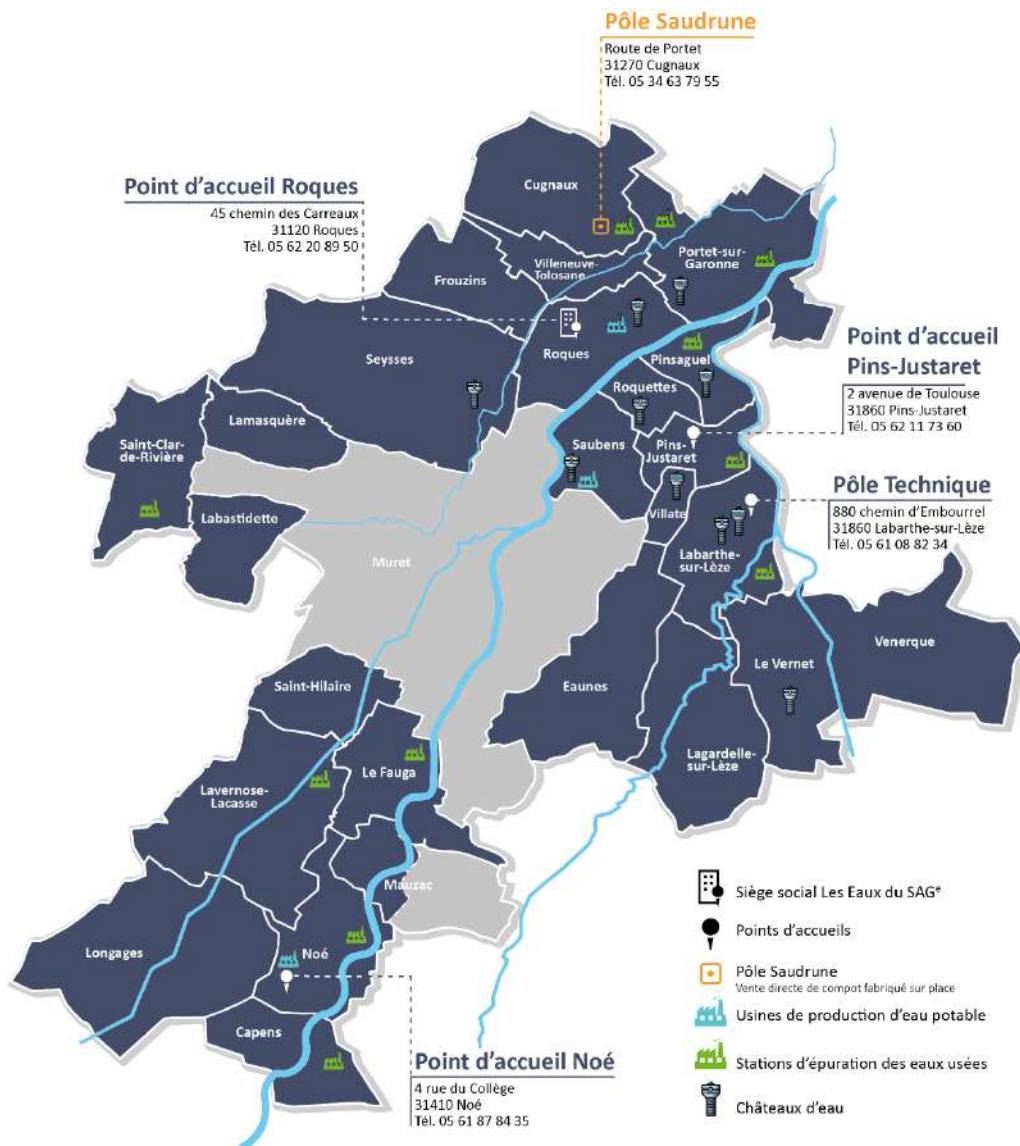 Pôle Saudrune
Route de Portet
31270 Cugnaux
Tél. 05 34 63 79 55
Point d'accueil Roques
45 chemin des Carreaux
31120 Roques
Tél. 05 62 20 89 50
Cugnaux
Portet-sur-
Garonne
Villeneuve-
Tolosane
Frouzins
Roques
Seysses
Pinsaguel
Roquettes
Point d'accueil
Pins-Justaret
2 avenue de Toulouse
31860 Pins-Justaret
Tél. 05 62 11 73 60
Lamasquère
Saint-Clar-
de-Rivière
Saubens
Pins-
Justaret
Labastidette
Villate
Pôle Technique
880 chemin d'Embourrel
31860 Labarthe-sur-Lèze
Tél. 05 61 08 82 34
Muret
Labarthe-
sur-Lèze
Venerque
Le Vernet
Eaunes
Saint-Hilaire
Lagardelle-
sur-Lèze
Le Fauga
Lavernose-
Lacasse
Mauzac
Longages
Noé
Capens
Point d'accueil Noé
4 rue du Collège
31410 Noé
Tél. 05 61 87 84 35
Siège social Les Eaux du SAGe
Points d'accueils
Pôle Saudrune
Vente directe de compot fabriqué sur place
Usines de production d'eau potable
Stations d'épuration des eaux usées
Châteaux d'eau